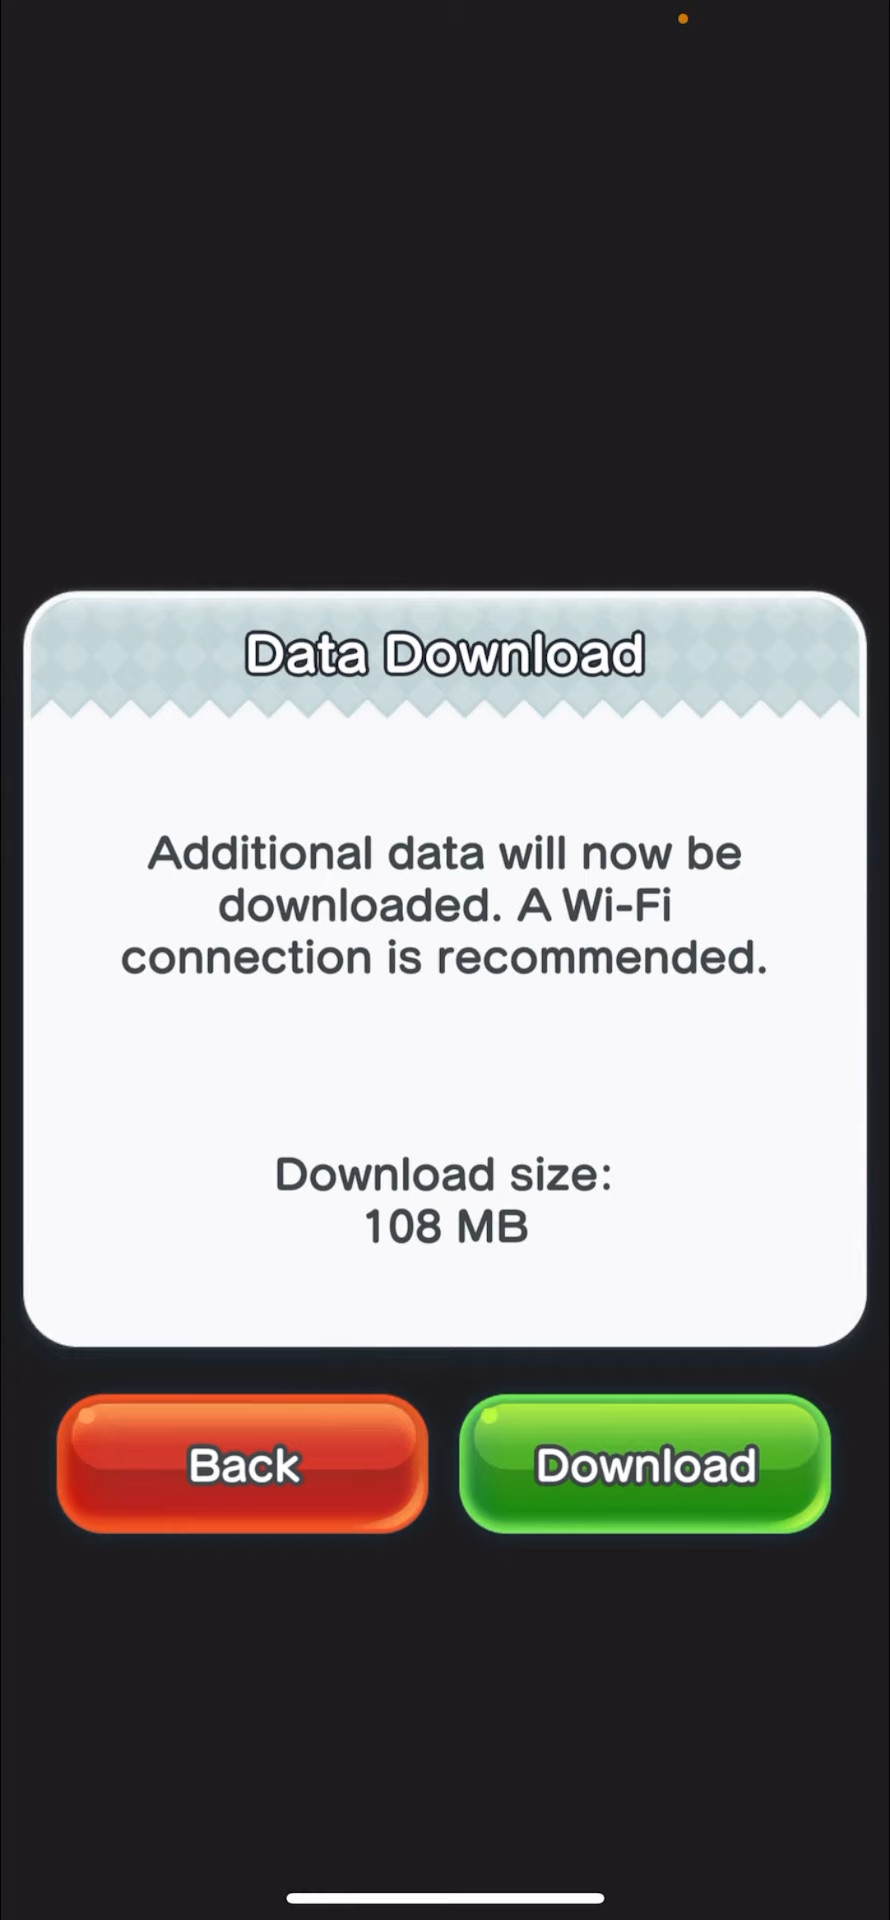 Data Download
Additional data will now be
downloaded. A Wi-Fi
connection is recommended.
Download size:
108 MB
Back
Download